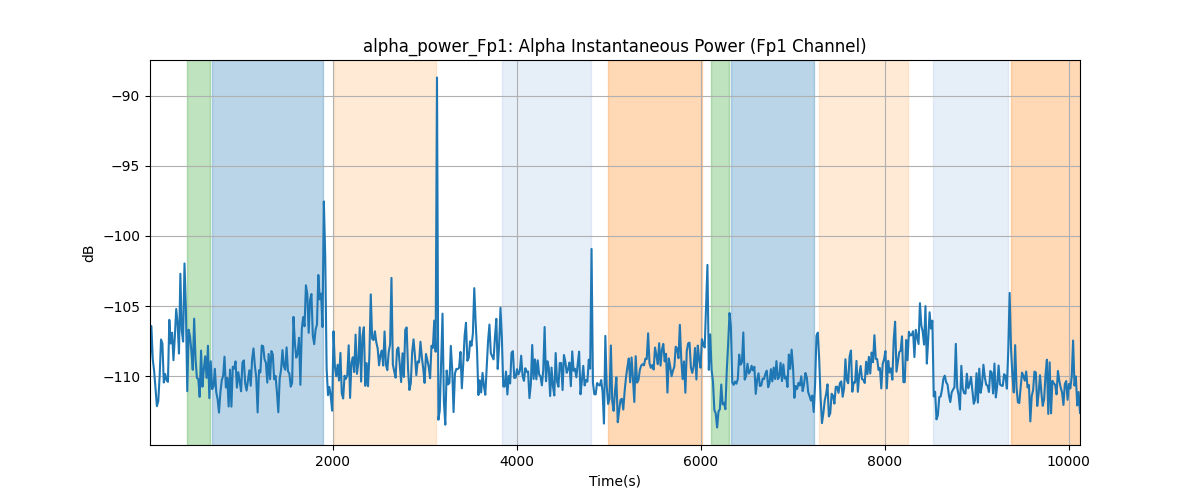 alpha_power_Fp1: Alpha Instantaneous Power (Fp1 Channel)
dB
−90
−95
−100
−105
−110
2000 4000 6000 8000 10000
Time(s)